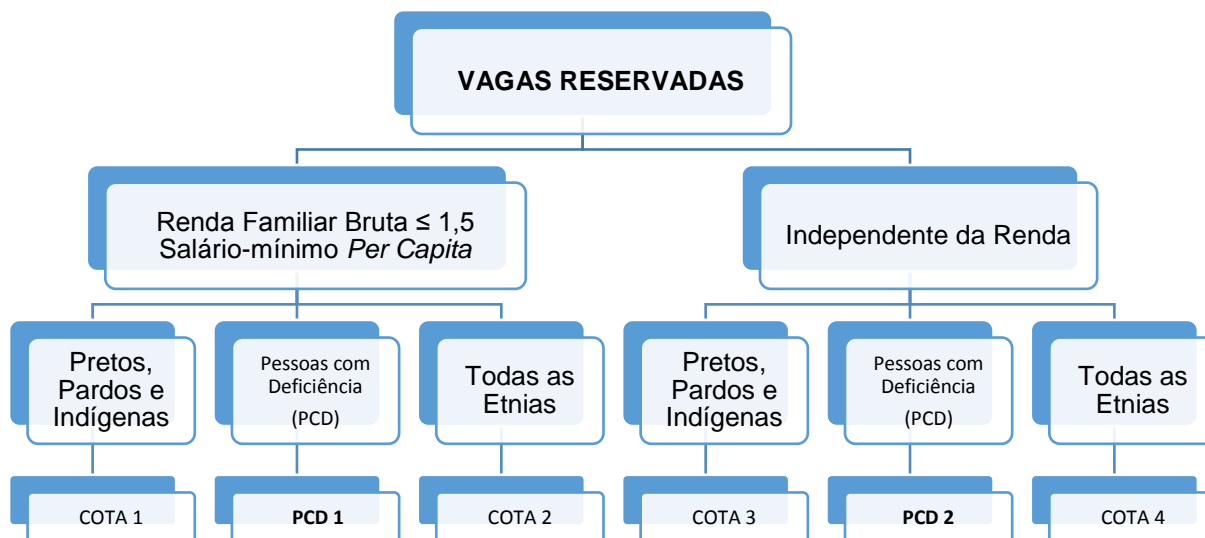 VAGAS RESERVADAS
Renda Familiar Bruta ≤ 1,5
Salário-mínimo Per Capita
Independente da Renda
Pretos,
Pardos e
Indígenas
Pessoas com
Deficiência
(PCD)
Todas as
Etnias
Pretos,
Pardos e
Indígenas
Pessoas com
Deficiência
(PCD)
Todas as
Etnias
COTA 1
PCD 1
COTA 2
COTA 3
PCD 2
COTA 4